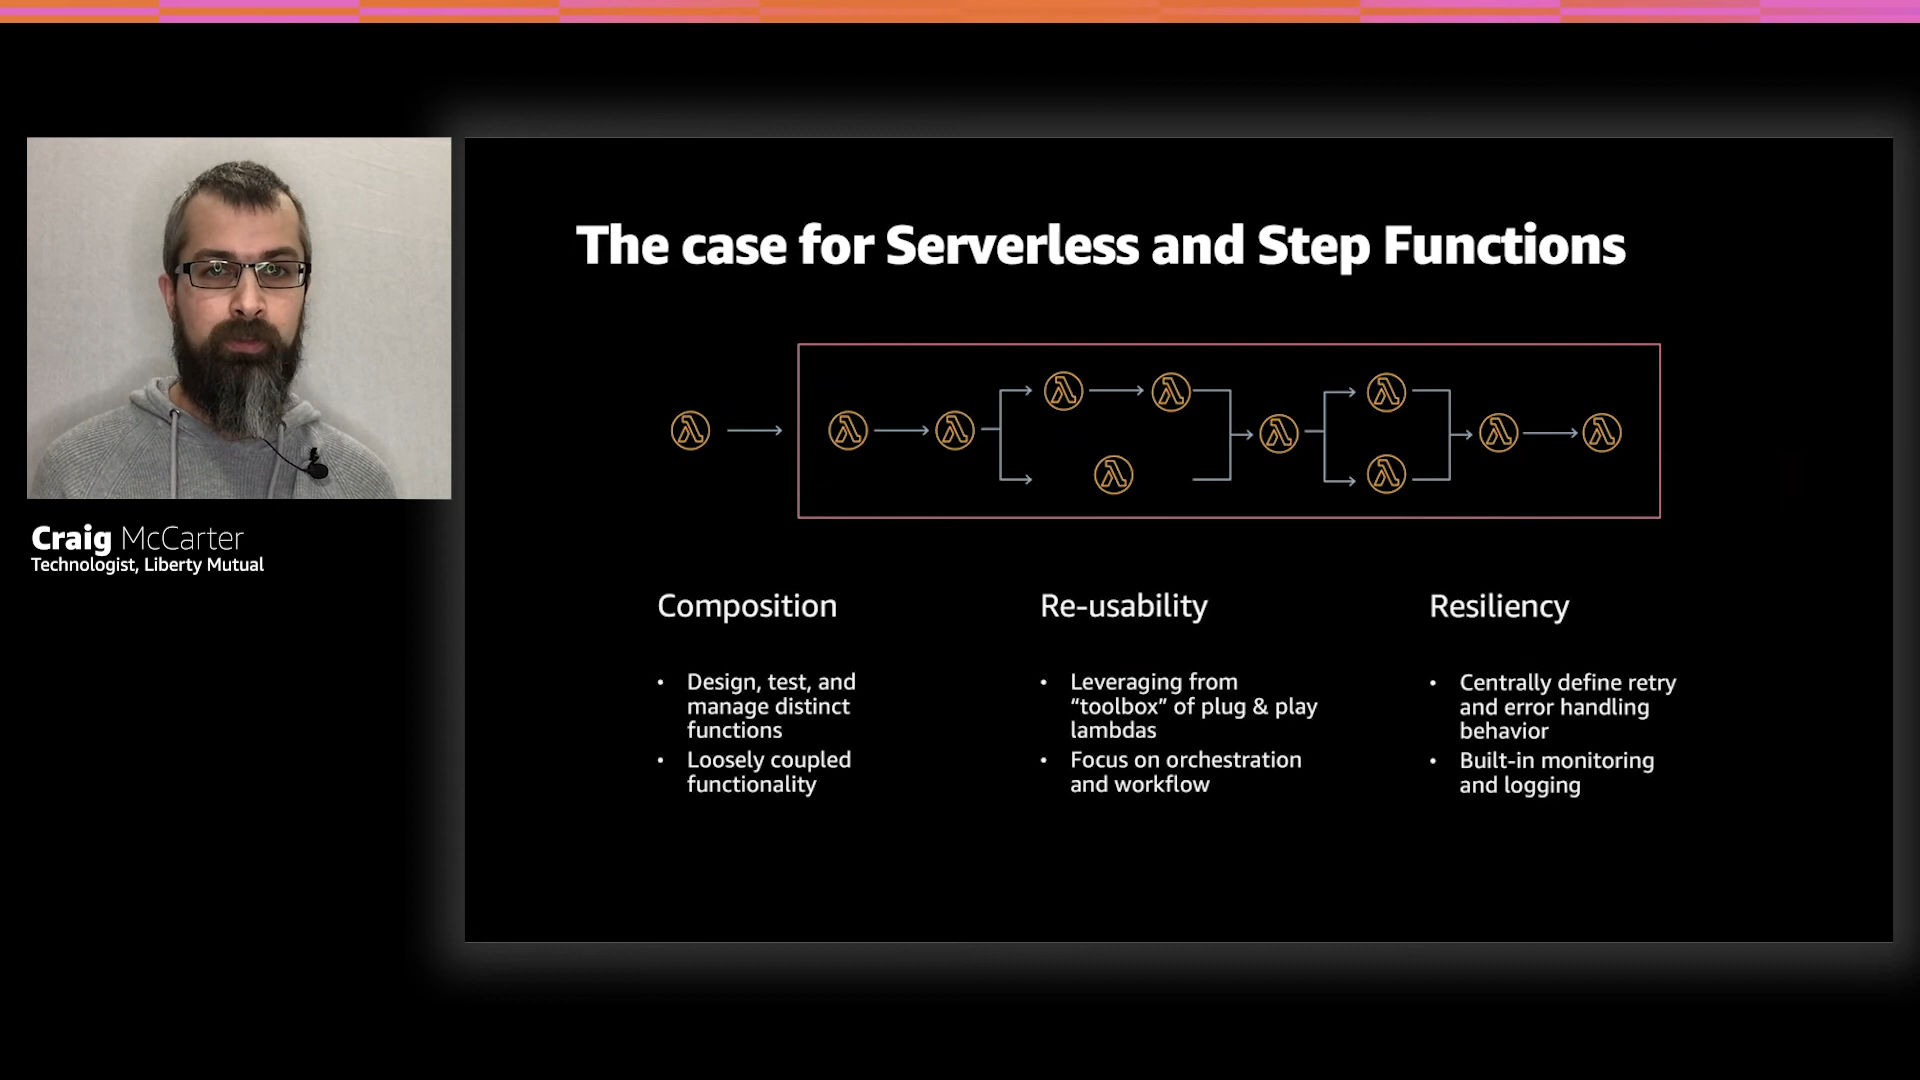 The case for Serverless and Step Functions
Craig McCarter
Technologist, Liberty Mutual
Composition
• Design, test, and
manage distinct
functions
• Loosely coupled
functionality
Re-usability
• Leveraging from
“toolbox” of plug & play
lambdas
• Focus on orchestration
and workflow
Resiliency
• Centrally define retry
and error handling
behavior
• Built-in monitoring
and logging